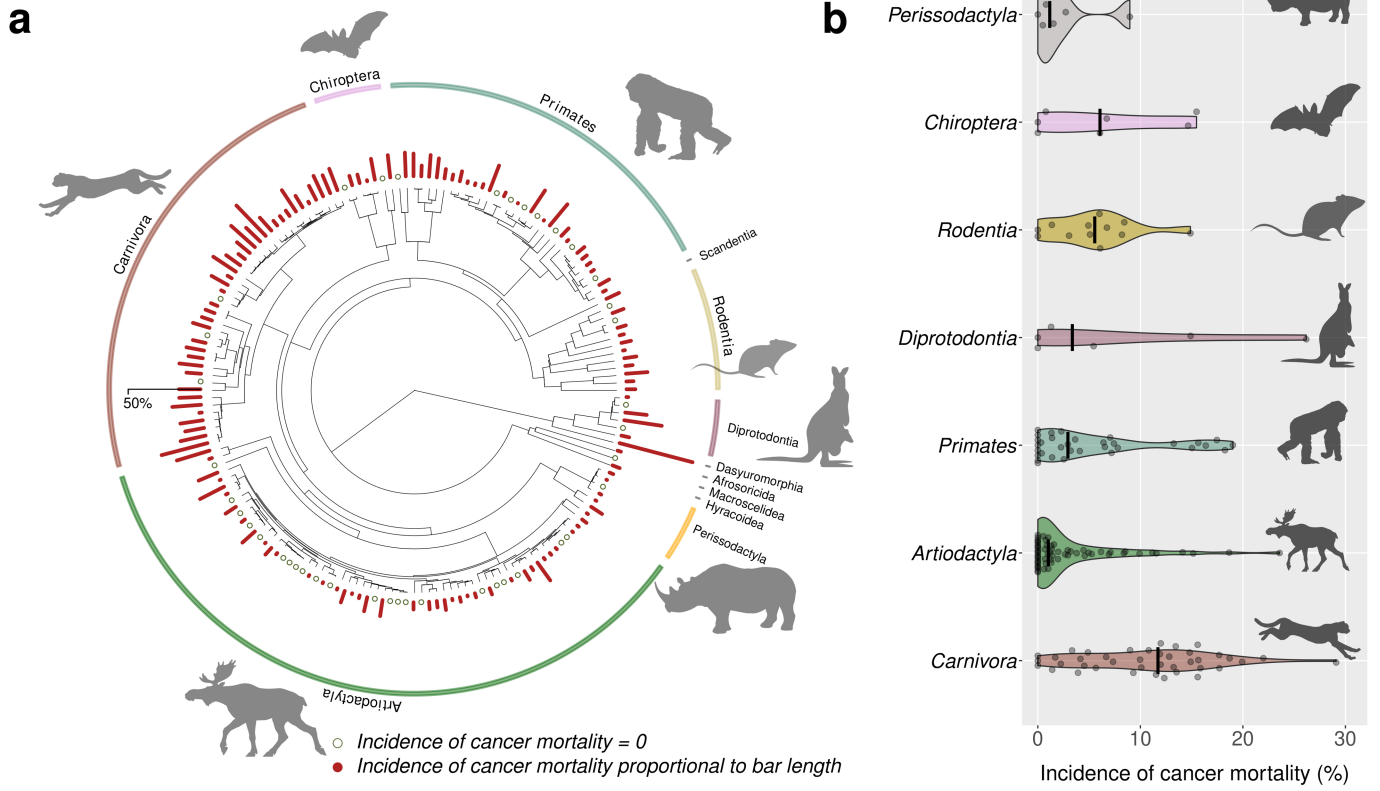 a
Chiroptera
Primates
Carnivora
Scandentia
Rodentia
50%
Diprotodontia
Dasyuromorphia
Afrosoricida
Macroscelidea
Hyracoidea
Perissodactyla
Artiodactyla
Incidence of cancer mortality = 0
Incidence of cancer mortality proportional to bar length
b
Perissodactyla
Chiroptera
Rodentia
Diprotodontia
Primates
Artiodactyla
Carnivora
0 10 20 30
Incidence of cancer mortality (%)